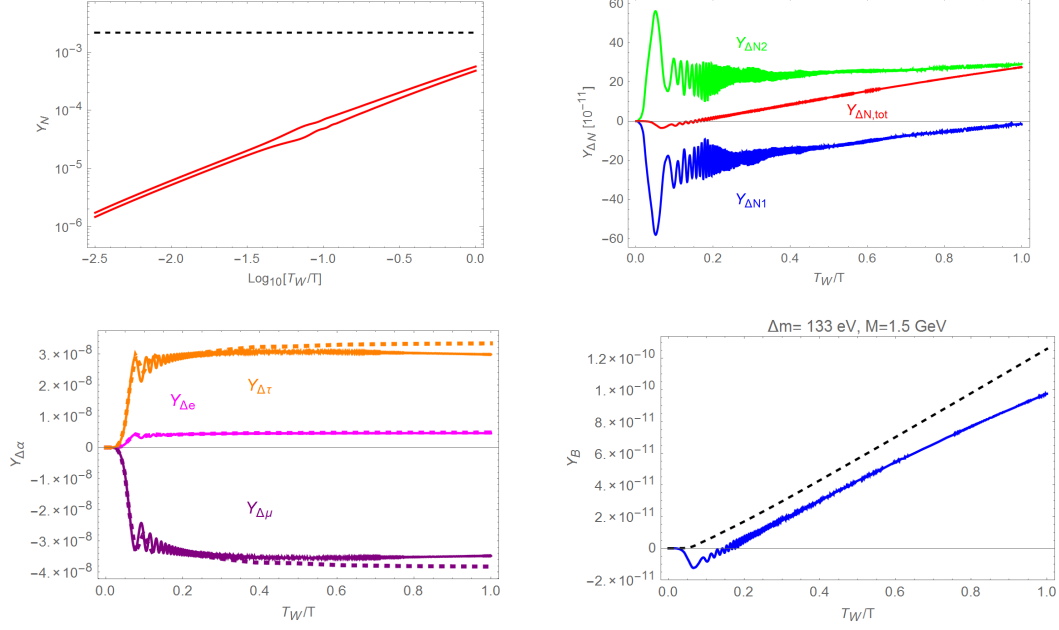 10⁻³
10⁻⁴
10⁻⁵
10⁻⁶
Y_N
−2.5 −2.0 −1.5 −1.0 −0.5 0.0
Log₁₀[T_W/T]
60
40
20
0
−20
−40
−60
Y_ΔN [10⁻¹¹]
Y_ΔN2
Y_ΔN,tot
Y_ΔN1
0.0 0.2 0.4 0.6 0.8 1.0
T_W/T
3.×10⁻⁸
2.×10⁻⁸
1.×10⁻⁸
0
−1.×10⁻⁸
−2.×10⁻⁸
−3.×10⁻⁸
−4.×10⁻⁸
Y_Δα
Y_Δe
Y_Δτ
Y_Δμ
0.0 0.2 0.4 0.6 0.8 1.0
T_W/T
Δm= 133 eV, M=1.5 GeV
1.2×10⁻¹⁰
1.×10⁻¹⁰
8.×10⁻¹¹
6.×10⁻¹¹
4.×10⁻¹¹
2.×10⁻¹¹
0
−2.×10⁻¹¹
Y_B
0.0 0.2 0.4 0.6 0.8 1.0
T_W/T